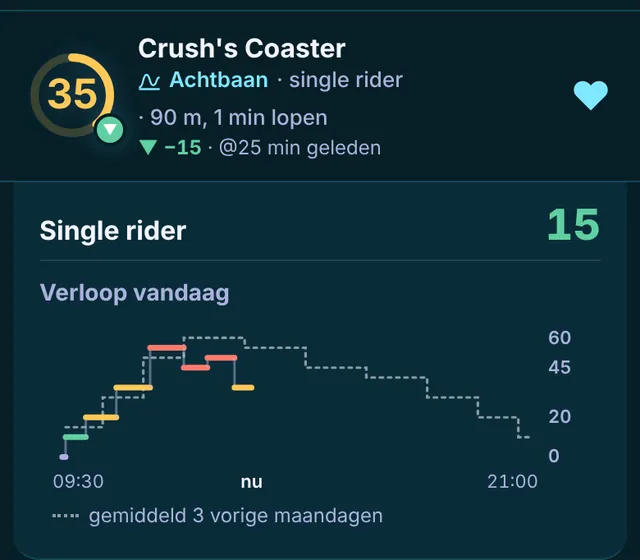 35
Crush's Coaster
Achtbaan · single rider
· 90 m, 1 min lopen
▼ −15 · @25 min geleden
Single rider
15
Verloop vandaag
60
45
20
0
09:30
nu
21:00
gemiddeld 3 vorige maandagen